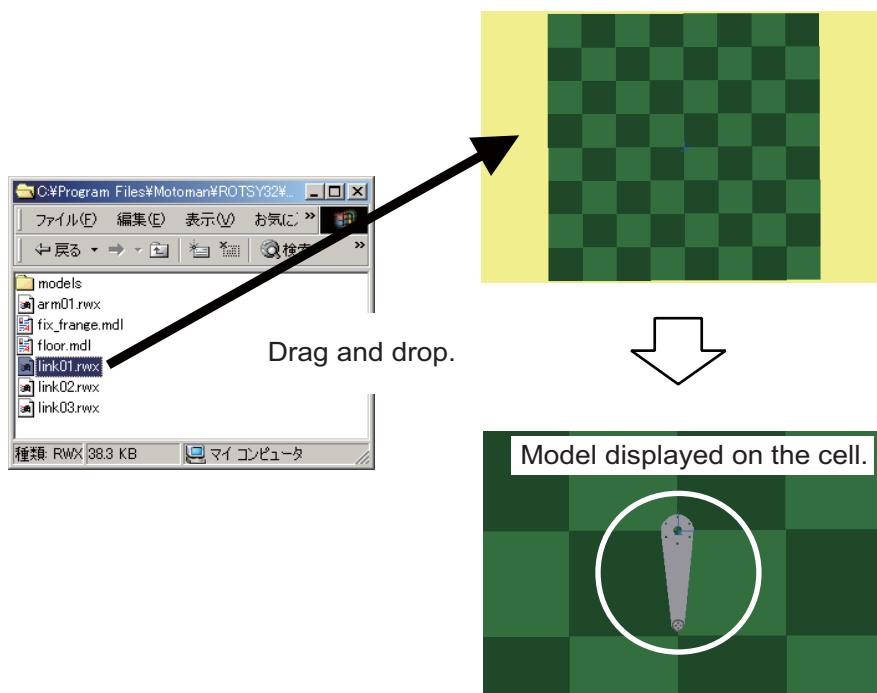 C:¥Program Files¥Motoman¥ROTSY32¥...
ファイル(F) 編集(E) 表示(V) お気に »
戻る 検索 »
models
arm01.rwx
fix_frange.mdl
floor.mdl
link01.rwx
link02.rwx
link03.rwx
種類: RWX 38.3 KB マイ コンピュータ
Drag and drop.
Model displayed on the cell.